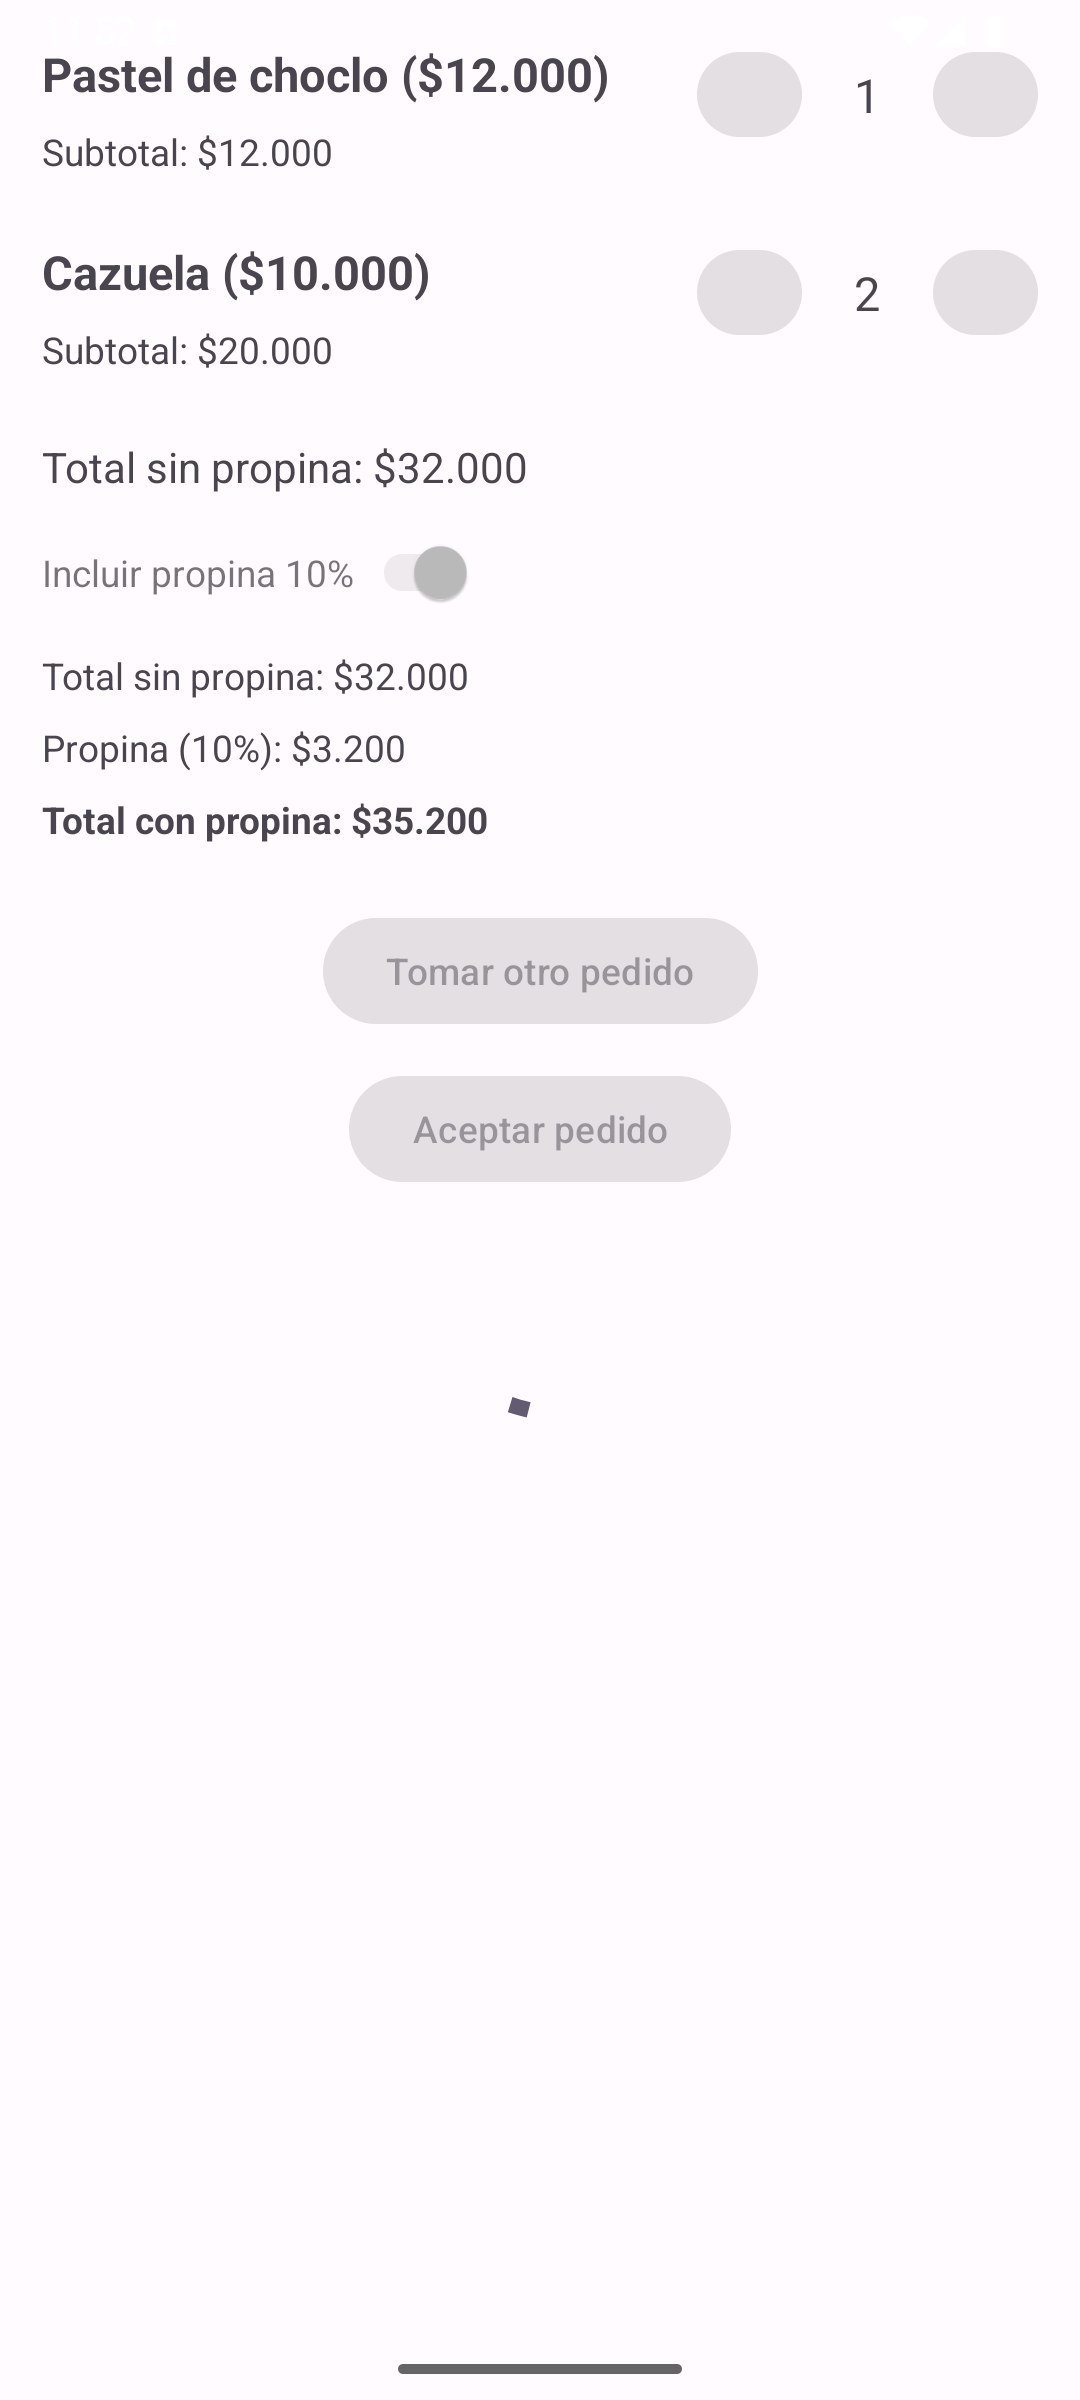 Pastel de choclo ($12.000)
1
Subtotal: $12.000
Cazuela ($10.000)
2
Subtotal: $20.000
Total sin propina: $32.000
Incluir propina 10%
Total sin propina: $32.000
Propina (10%): $3.200
Total con propina: $35.200
Tomar otro pedido
Aceptar pedido